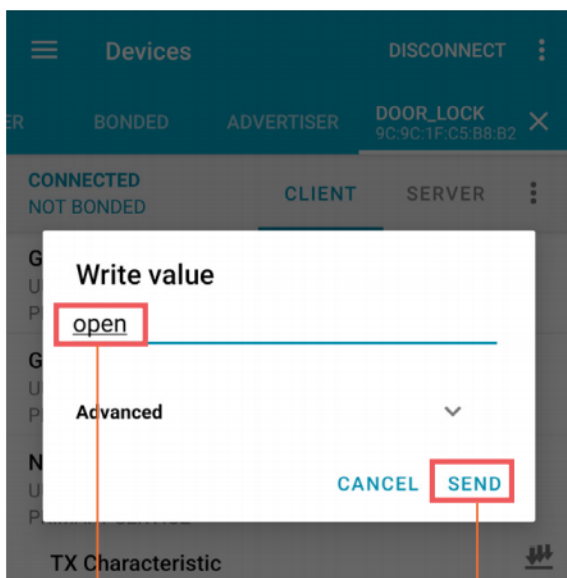 Devices DISCONNECT
ER BONDED ADVERTISER DOOR_LOCK
9C:9C:1F:C5:B8:B2
CONNECTED
NOT BONDED
CLIENT SERVER
Write value
open
Advanced
CANCEL SEND
TX Characteristic